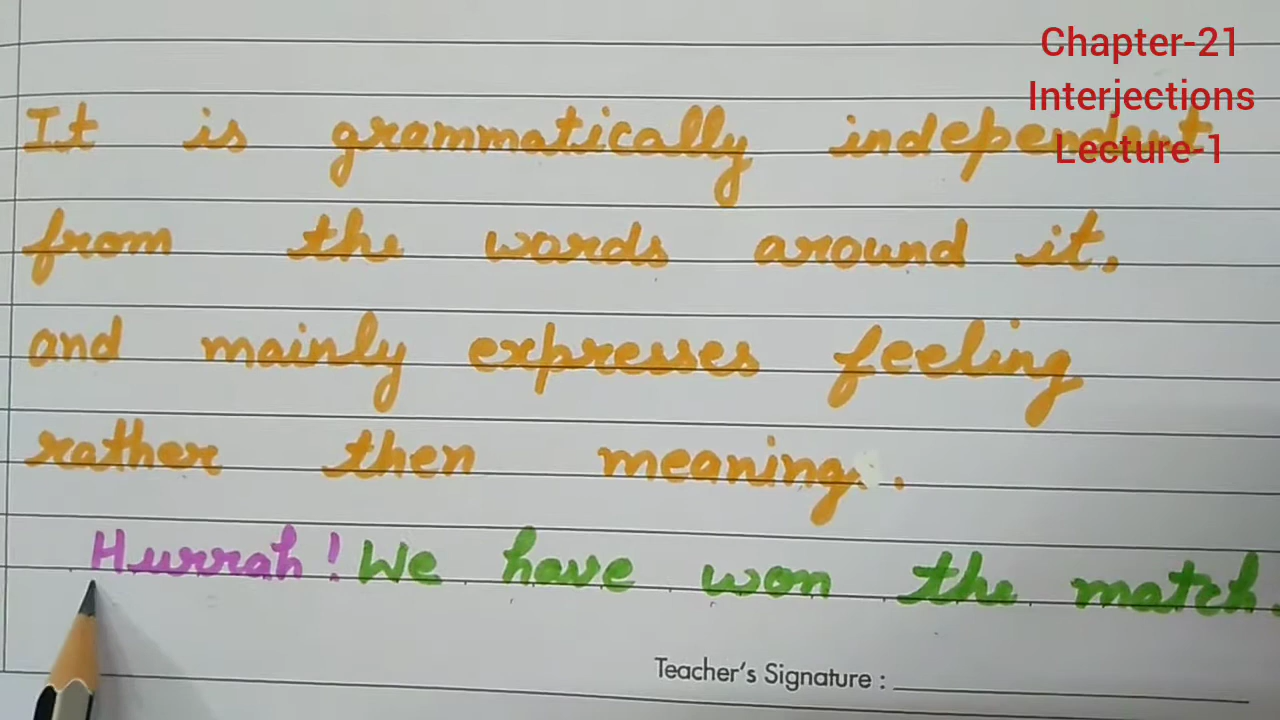 Chapter-21
Interjections
Lecture-1
It is grammatically independent
from the words around it.
and mainly expresses feeling
rather then meaning.
Hurrah! We have won the match.
Teacher's Signature :